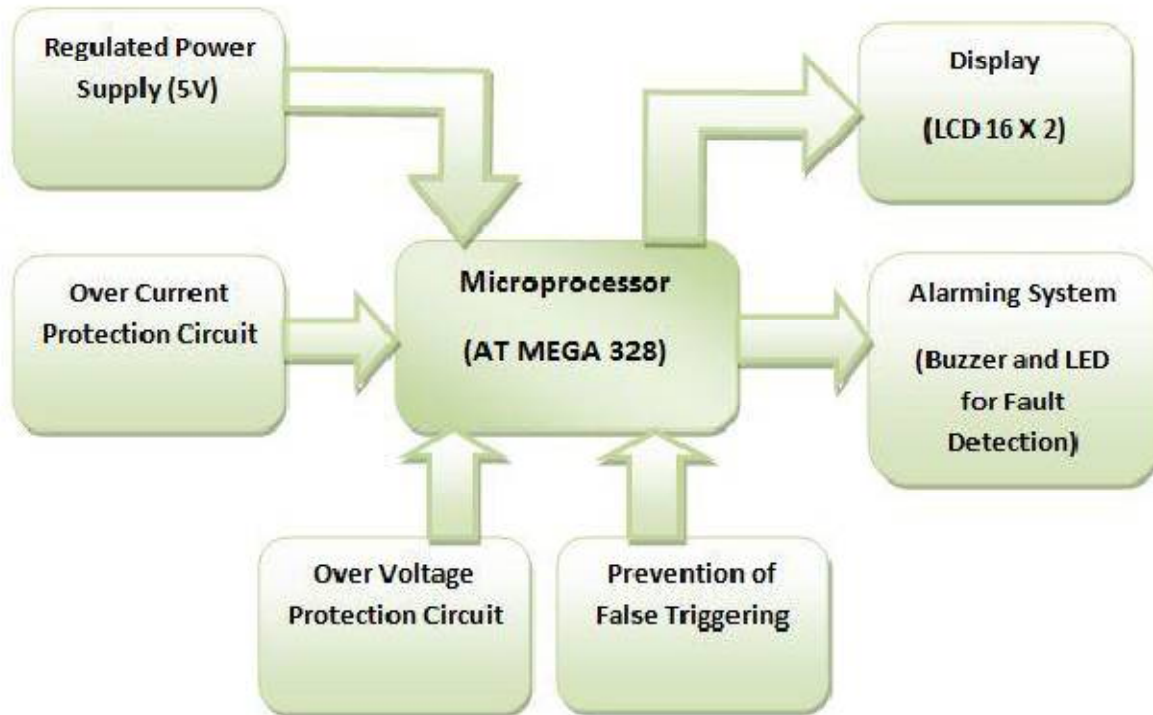 Regulated Power
Supply (5V)
Display
(LCD 16 X 2)
Over Current
Protection Circuit
Microprocessor
(AT MEGA 328)
Alarming System
(Buzzer and LED
for Fault
Detection)
Over Voltage
Protection Circuit
Prevention of
False Triggering